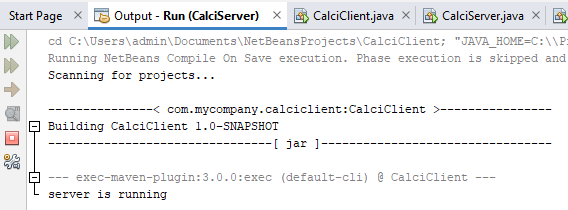 Start Page Output - Run (CalciServer) CalciClient.java CalciServer.java
cd C:\Users\admin\Documents\NetBeansProjects\CalciClient; "JAVA_HOME=C:\\P
Running NetBeans Compile On Save execution. Phase execution is skipped and
Scanning for projects...
---------------< com.mycompany:calciclient:CalciClient >---------------
Building CalciClient 1.0-SNAPSHOT
--------------------------------[ jar ]---------------------------------
--- exec-maven-plugin:3.0.0:exec (default-cli) @ CalciClient ---
server is running